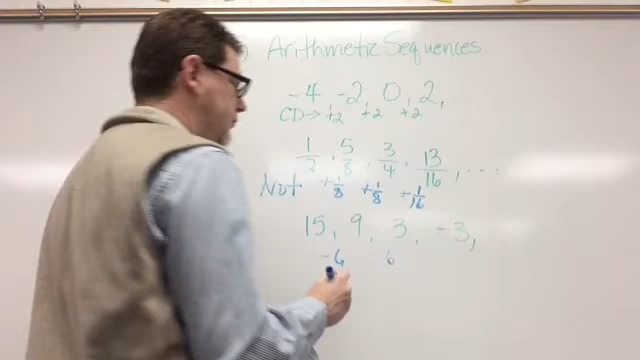 Arithmetic Sequences
-4 -2, 0, 2,
CD→ +2 +2 +2
1/2, 5/8, 3/4, 13/16, ...
Not +1/8 +1/8 +1/16
15, 9, 3, -3,
-6 6